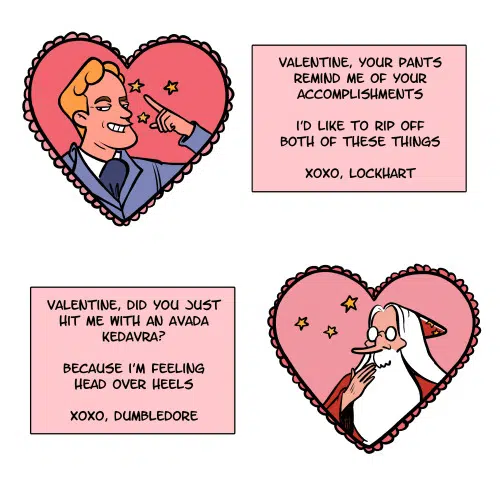 VALENTINE, YOUR PANTS
REMIND ME OF YOUR
ACCOMPLISHMENTS
I'D LIKE TO RIP OFF
BOTH OF THESE THINGS
XOXO, LOCKHART
VALENTINE, DID YOU JUST
HIT ME WITH AN AVADA
KEDAVRA?
BECAUSE I'M FEELING
HEAD OVER HEELS
XOXO, DUMBLEDORE